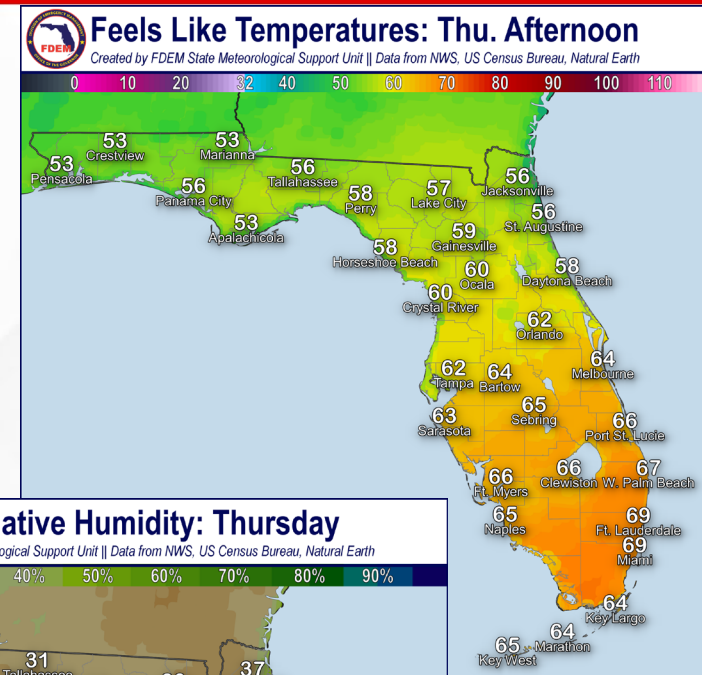 FDEM
Feels Like Temperatures: Thu. Afternoon
Created by FDEM State Meteorological Support Unit || Data from NWS, US Census Bureau, Natural Earth
0 10 20 32 40 50 60 70 80 90 100 110
53
Crestview
53
Marianna
53
Pensacola
56
Panama City
56
Tallahassee
58
Perry
57
Lake City
56
Jacksonville
53
Apalachicola
56
St. Augustine
59
Gainesville
58
Horseshoe Beach
60
Ocala
58
Daytona Beach
60
Crystal River
62
Orlando
62
Tampa
64
Bartow
64
Melbourne
63
Sarasota
65
Sebring
66
Port St. Lucie
66
Ft. Myers
66
Clewiston
67
W. Palm Beach
65
Naples
69
Ft. Lauderdale
69
Miami
64
Key Largo
64
Marathon
65
Key West
ative Humidity: Thursday
ological Support Unit || Data from NWS, US Census Bureau, Natural Earth
40% 50% 60% 70% 80% 90%
31
Tallahassee
37